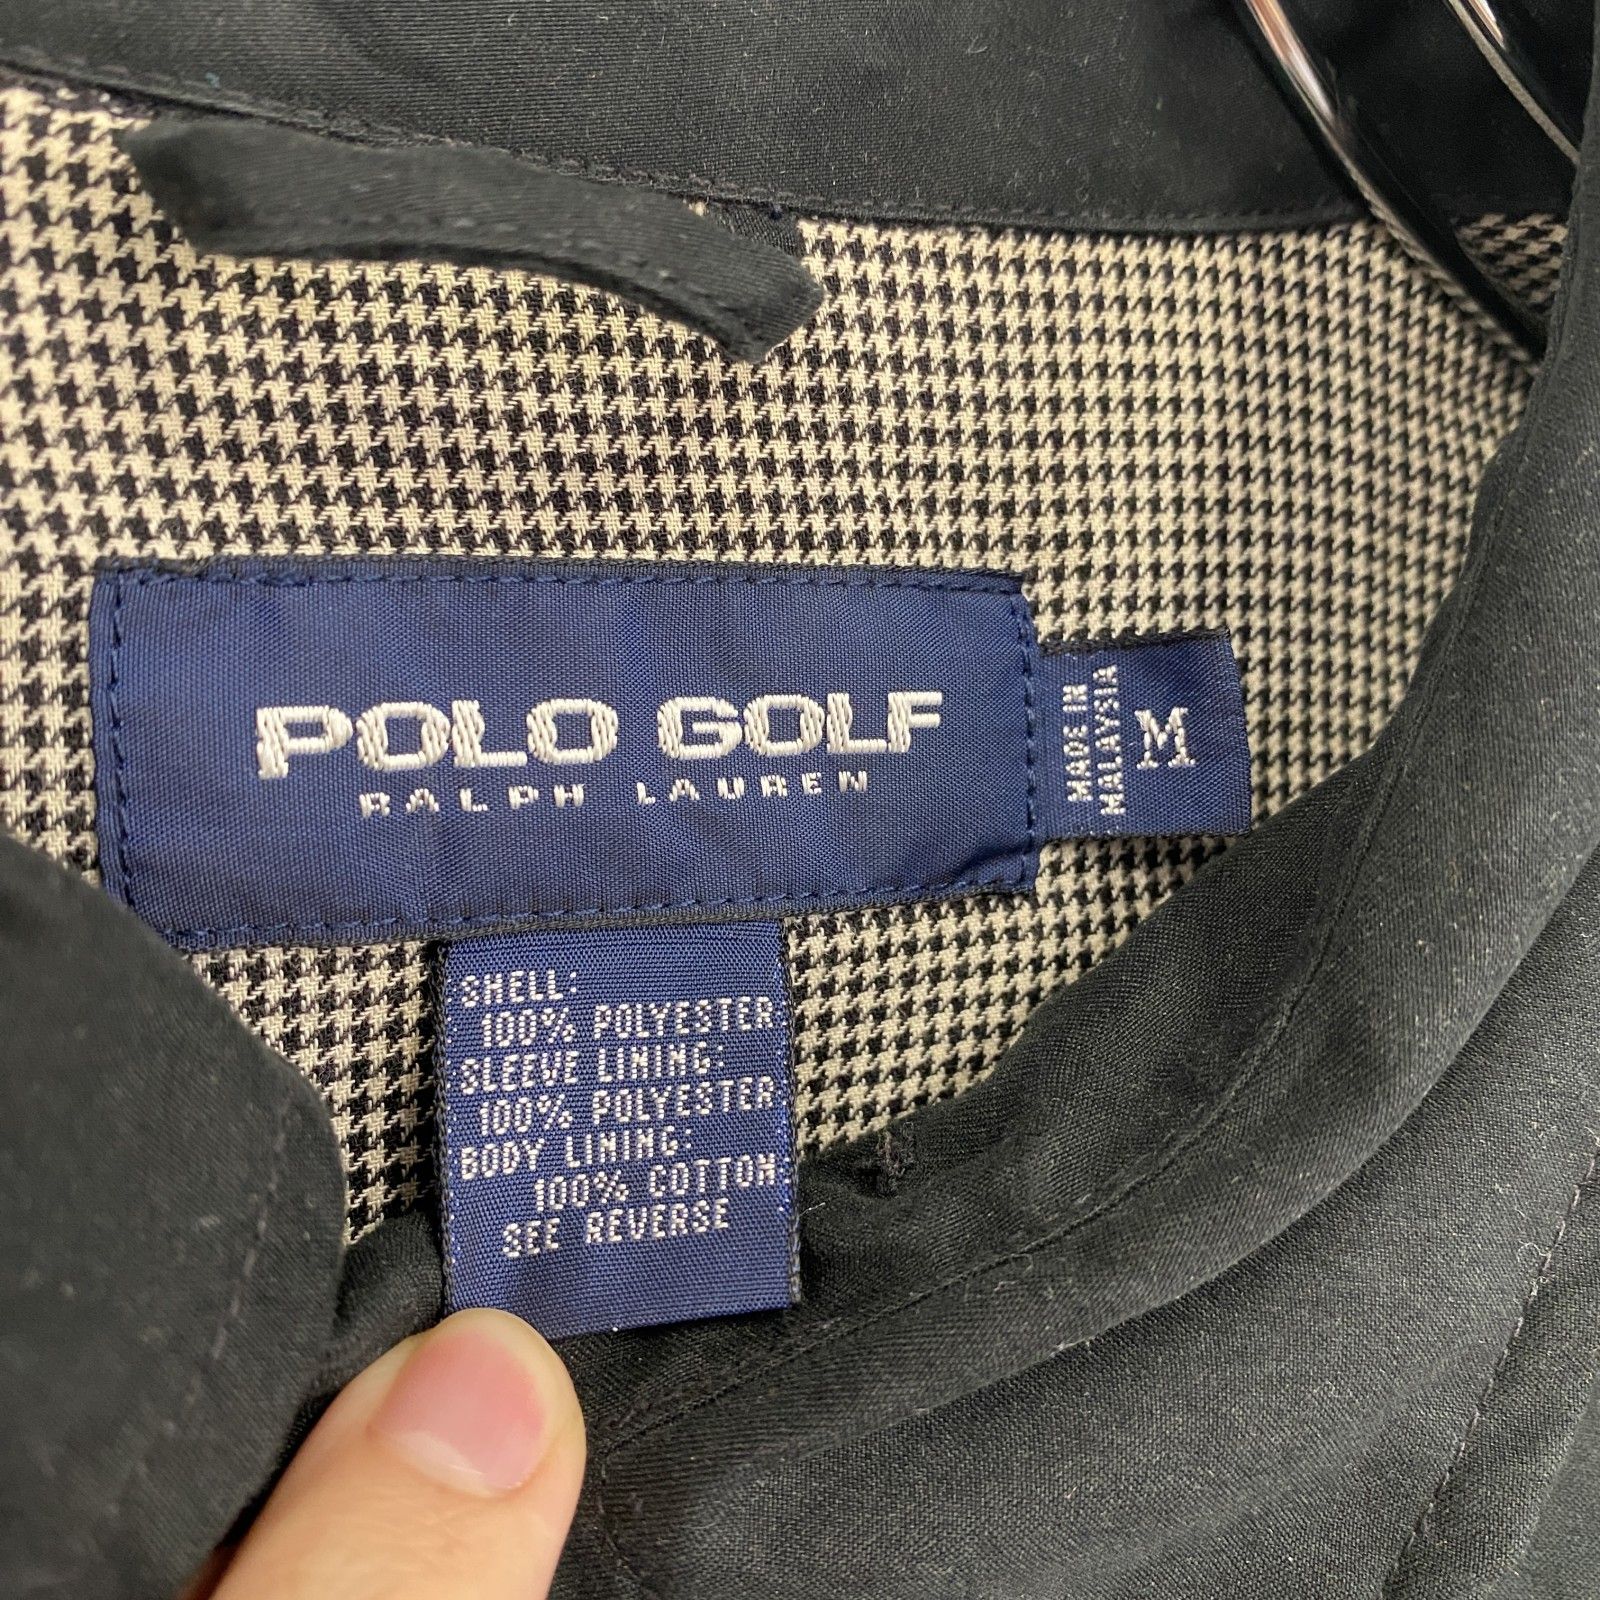 POLO GOLF
RALPH LAUREN
MADE IN
MALAYSIA
M
SHELL:
100% POLYESTER
SLEEVE LINING:
100% POLYESTER
BODY LINING:
100% COTTON
SEE REVERSE